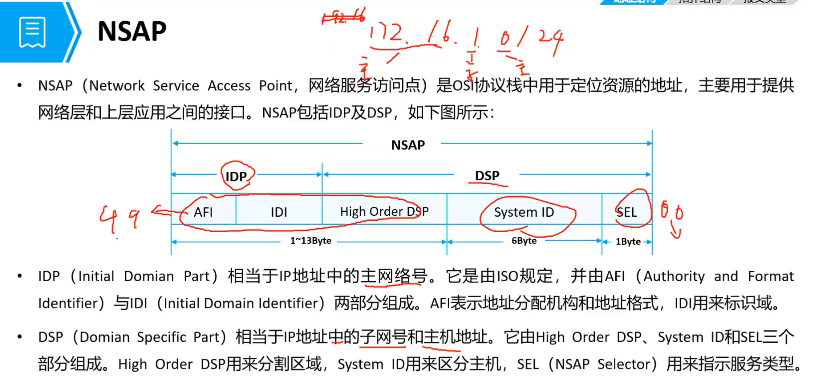 NSAP
172.16.1.0/24
主 子 主
• NSAP（Network Service Access Point，网络服务访问点）是OSI协议栈中用于定位资源的地址，主要用于提供
网络层和上层应用之间的接口。NSAP包括IDP及DSP，如下图所示：
NSAP
IDP DSP
AFI IDI High Order DSP System ID SEL
49 00
1~13Byte 6Byte 1Byte
• IDP（Initial Domian Part）相当于IP地址中的主网络号。它是由ISO规定，并由AFI（Authority and Format
Identifier）与IDI（Initial Domain Identifier）两部分组成。AFI表示地址分配机构和地址格式，IDI用来标识域。
• DSP（Domian Specific Part）相当于IP地址中的子网号和主机地址。它由High Order DSP、System ID和SEL三个
部分组成。High Order DSP用来分割区域，System ID用来区分主机，SEL（NSAP Selector）用来指示服务类型。